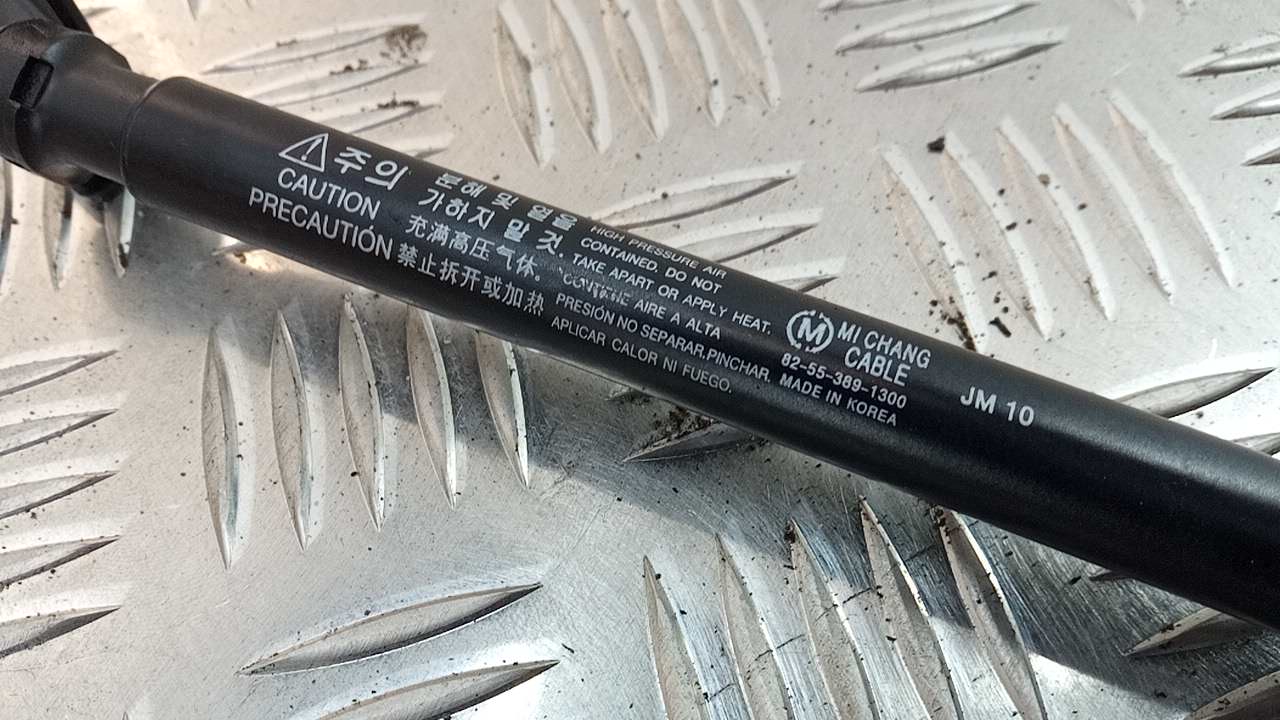 주의
CAUTION
PRECAUCIÓN
분해 및 열을
가하지 말 것.
充满高压气体.
禁止拆开或加热
HIGH PRESSURE AIR
CONTAINED. DO NOT
TAKE APART OR APPLY HEAT.
CONTIENE AIRE A ALTA
PRESIÓN NO SEPARAR, PINCHAR,
APLICAR CALOR NI FUEGO.
M MI CHANG
CABLE
82-55-389-1300
MADE IN KOREA
JM 10